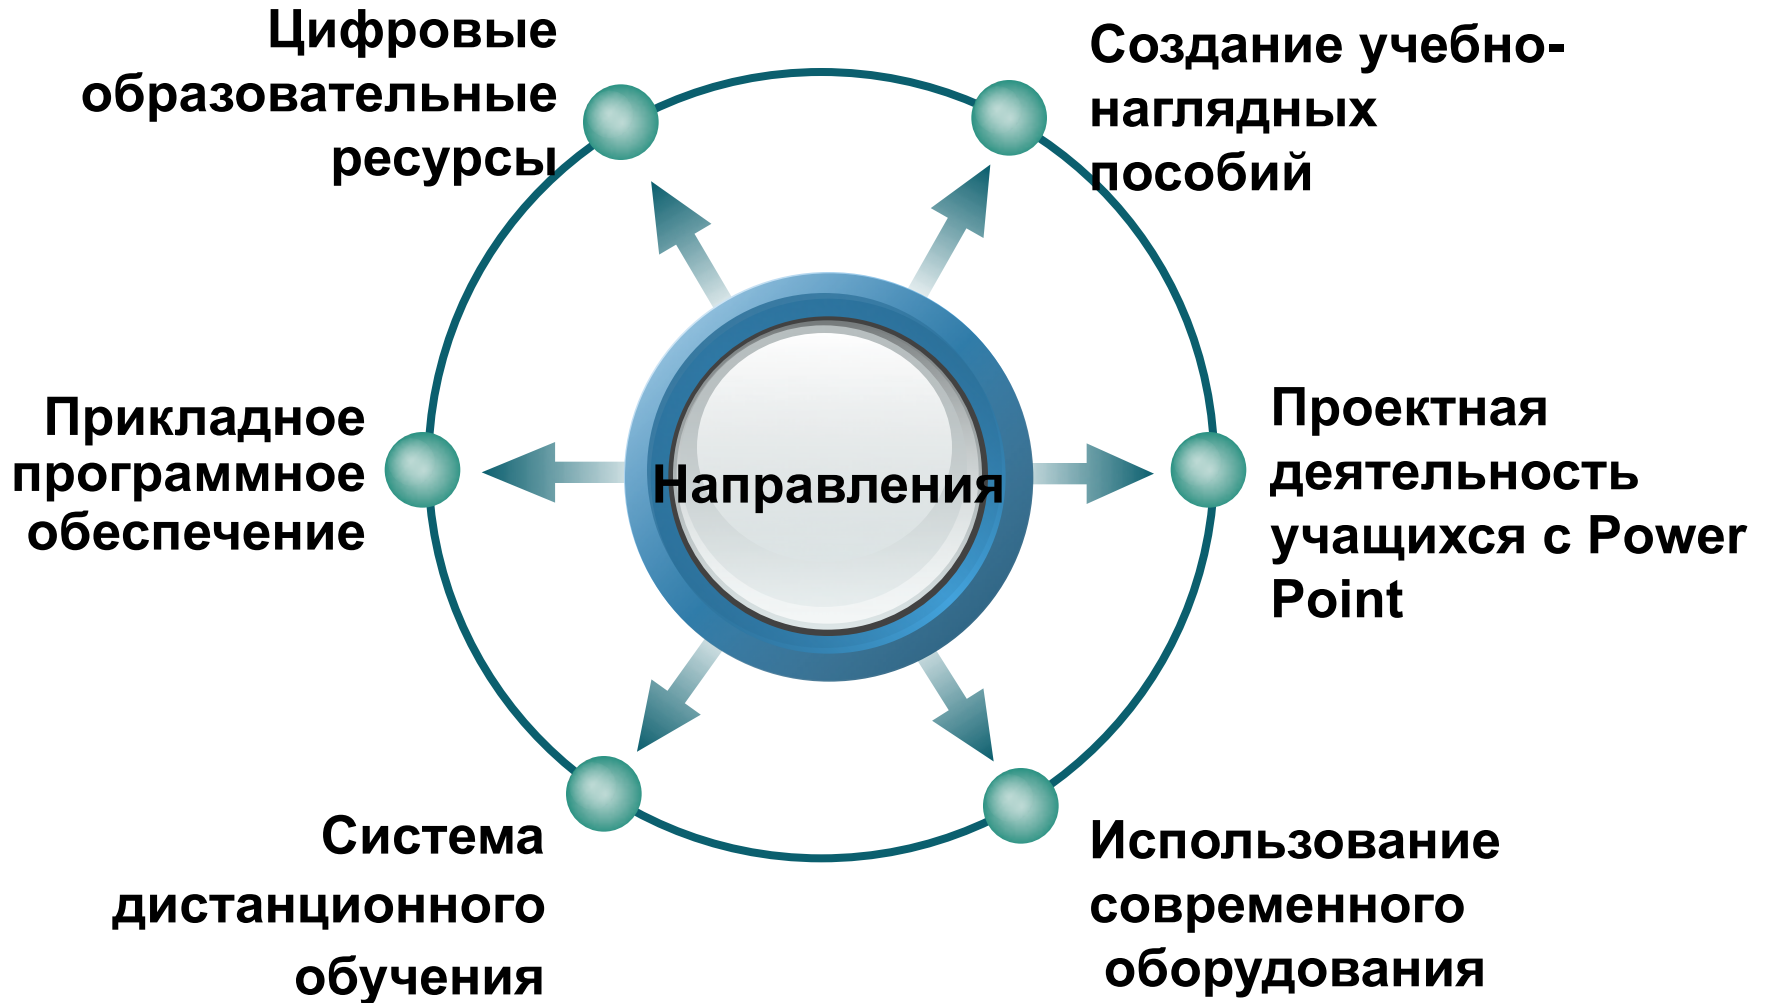 Цифровые
образовательные
ресурсы
Создание учебно-
наглядных
пособий
Прикладное
программное
обеспечение
Направления
Проектная
деятельность
учащихся с Power
Point
Система
дистанционного
обучения
Использование
современного
оборудования